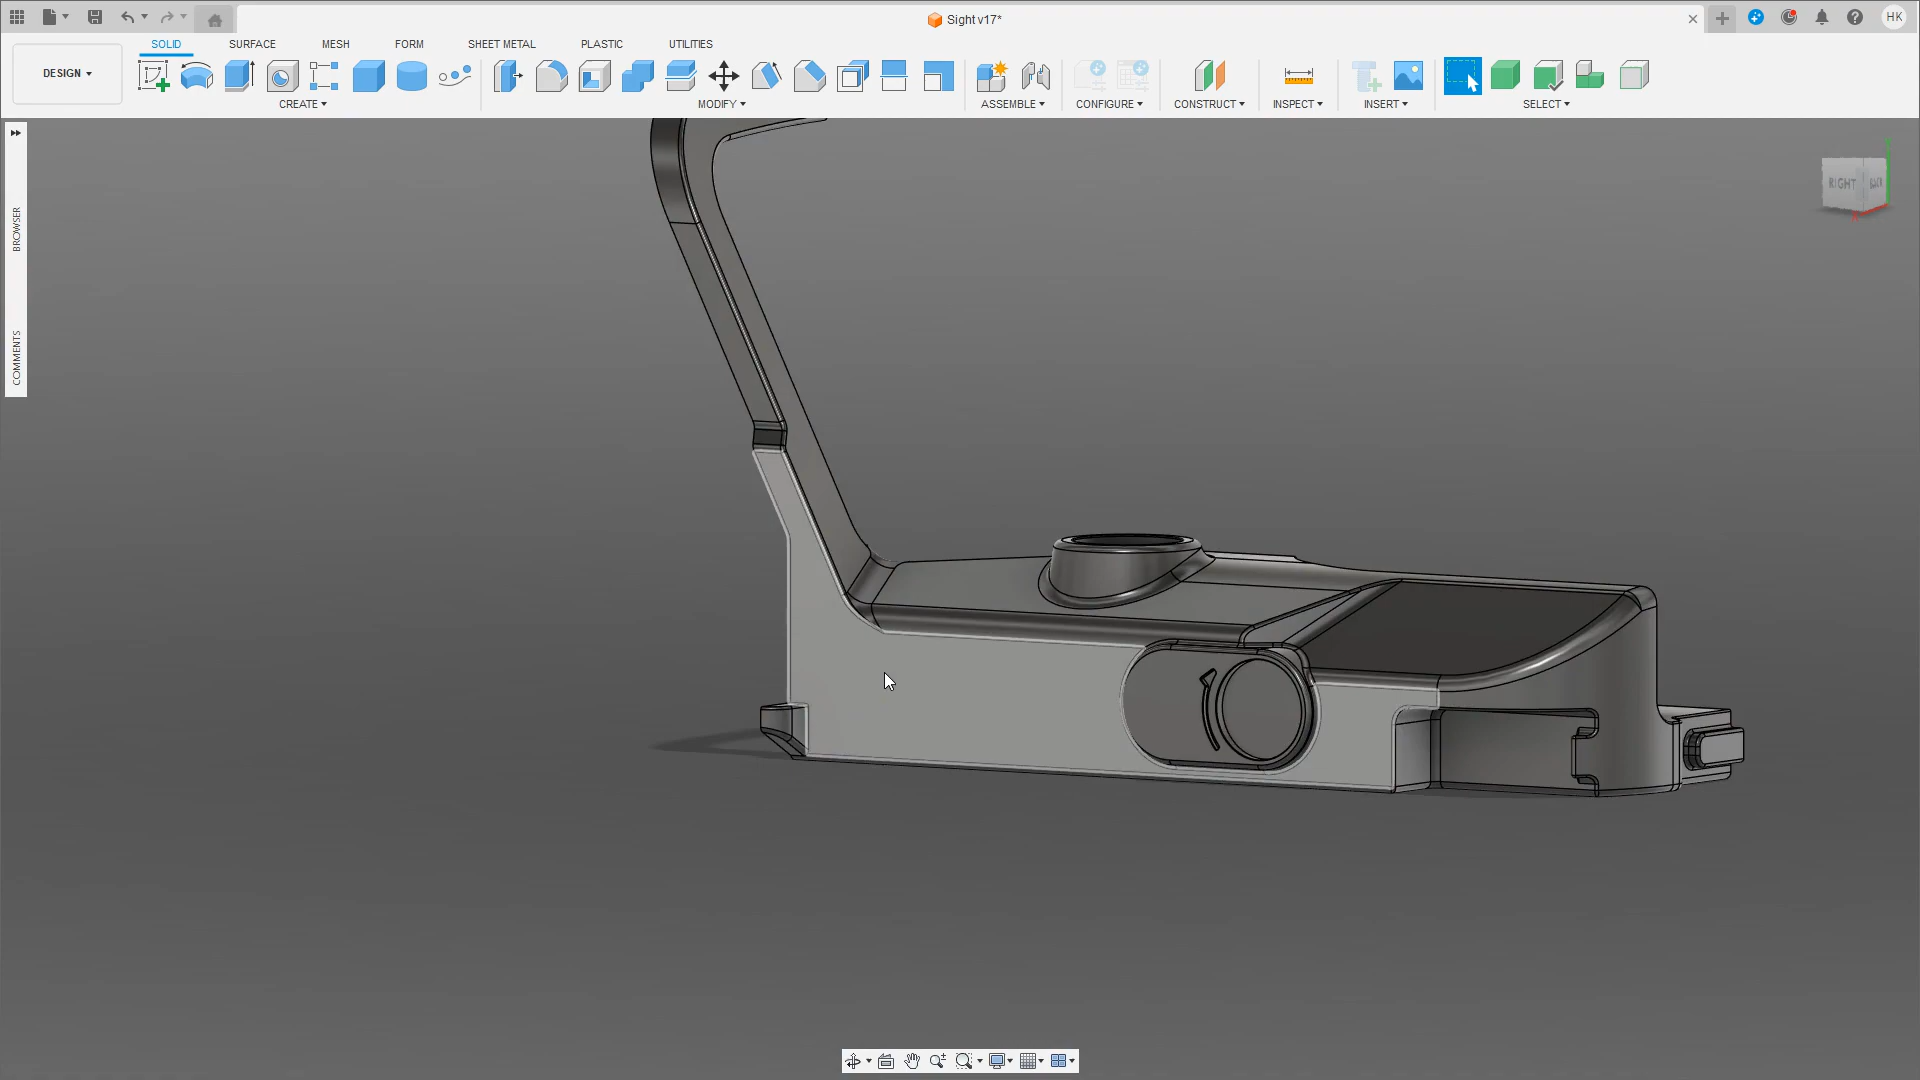 Sight v17*
HK
DESIGN
SOLID SURFACE MESH FORM SHEET METAL PLASTIC UTILITIES
CREATE MODIFY ASSEMBLE CONFIGURE CONSTRUCT INSPECT INSERT SELECT
BROWSER
COMMENTS
RIGHT BACK